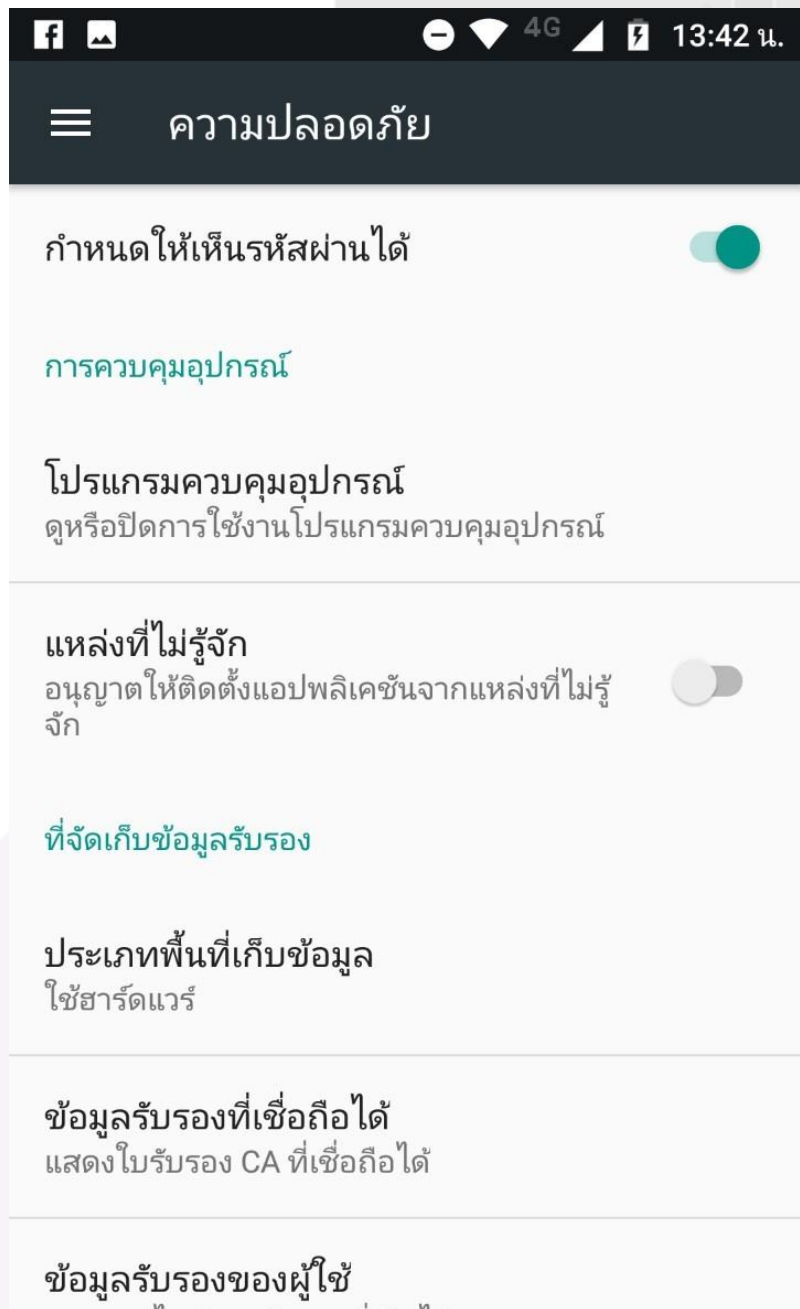 4G 13:42 น.
ความปลอดภัย
กำหนดให้เห็นรหัสผ่านได้
การควบคุมอุปกรณ์
โปรแกรมควบคุมอุปกรณ์
ดูหรือปิดการใช้งานโปรแกรมควบคุมอุปกรณ์
แหล่งที่ไม่รู้จัก
อนุญาตให้ติดตั้งแอปพลิเคชันจากแหล่งที่ไม่รู้
จัก
ที่จัดเก็บข้อมูลรับรอง
ประเภทพื้นที่เก็บข้อมูล
ใช้ฮาร์ดแวร์
ข้อมูลรับรองที่เชื่อถือได้
แสดงใบรับรอง CA ที่เชื่อถือได้
ข้อมูลรับรองของผู้ใช้